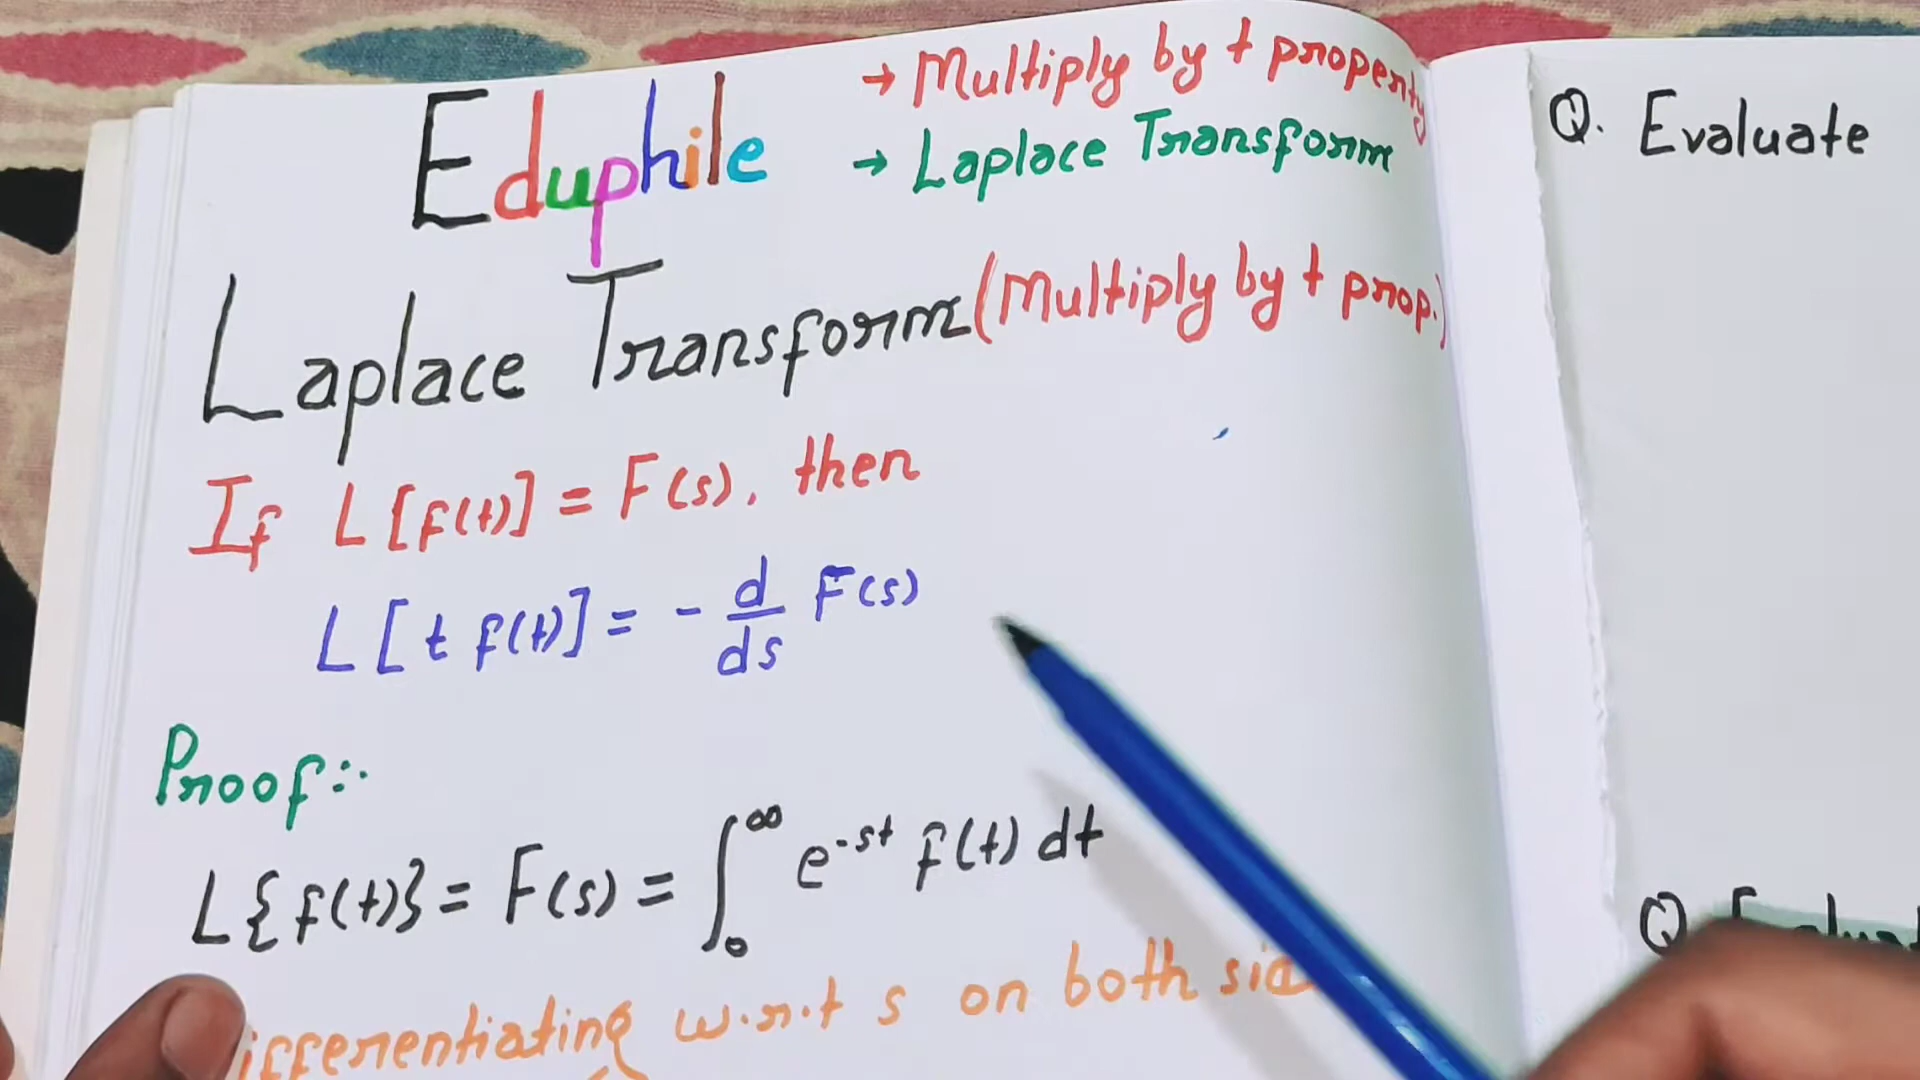 Eduphile
→ Multiply by t property
→ Laplace Transform
Laplace Transform (Multiply by t prop.)
If L[f(t)] = F(s), then
L[t f(t)] = - d/ds F(s)
Proof:-
L{f(t)} = F(s) = ∫₀^∞ e^-st f(t) dt
w.r.t s on both
Q. Evaluate
Q